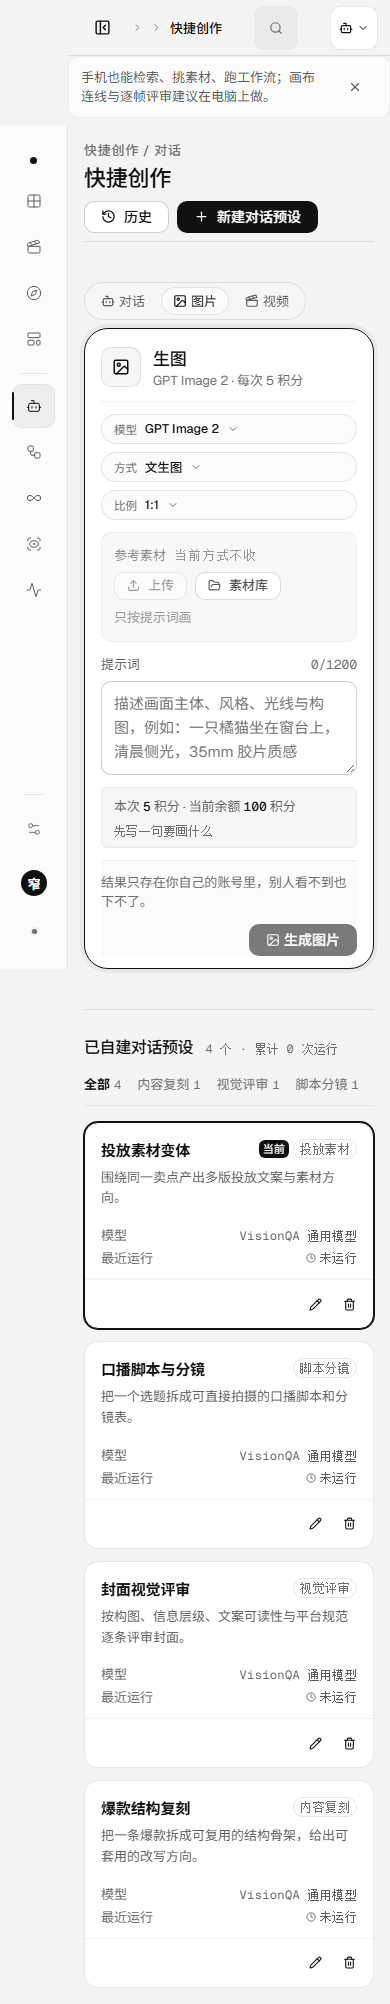 快捷创作
手机也能检索、挑素材、跑工作流；画布
连线与逐帧评审建议在电脑上做。
快捷创作 / 对话
快捷创作
历史
新建对话预设
对话
图片
视频
生图
GPT Image 2 · 每次 5 积分
模型 GPT Image 2
方式 文生图
比例 1:1
参考素材 当前方式不收
上传
素材库
只按提示词画
提示词 0/1200
描述画面主体、风格、光线与构
图，例如：一只橘猫坐在窗台上，
清晨侧光，35mm 胶片质感
本次 5 积分 · 当前余额 100 积分
先写一句要画什么
结果只存在你自己的账号里，别人看不到也
下不了。
生成图片
窄
已自建对话预设 4 个 · 累计 0 次运行
全部 4 内容复刻 1 视觉评审 1 脚本分镜 1
投放素材变体 当前 投放素材
围绕同一卖点产出多版投放文案与素材方
向。
模型 VisionQA 通用模型
最近运行 未运行
口播脚本与分镜 脚本分镜
把一个选题拆成可直接拍摄的口播脚本和分
镜表。
模型 VisionQA 通用模型
最近运行 未运行
封面视觉评审 视觉评审
按构图、信息层级、文案可读性与平台规范
逐条评审封面。
模型 VisionQA 通用模型
最近运行 未运行
爆款结构复刻 内容复刻
把一条爆款拆成可复用的结构骨架，给出可
套用的改写方向。
模型 VisionQA 通用模型
最近运行 未运行